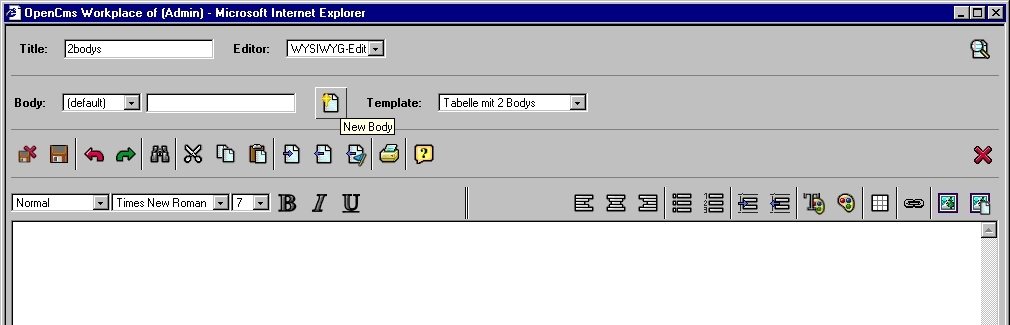 OpenCms Workplace of (Admin) - Microsoft Internet Explorer
Title: 2bodys Editor: WYSIWYG-Edit
Body: (default) Template: Tabelle mit 2 Bodys
New Body
Normal Times New Roman 7 B I U